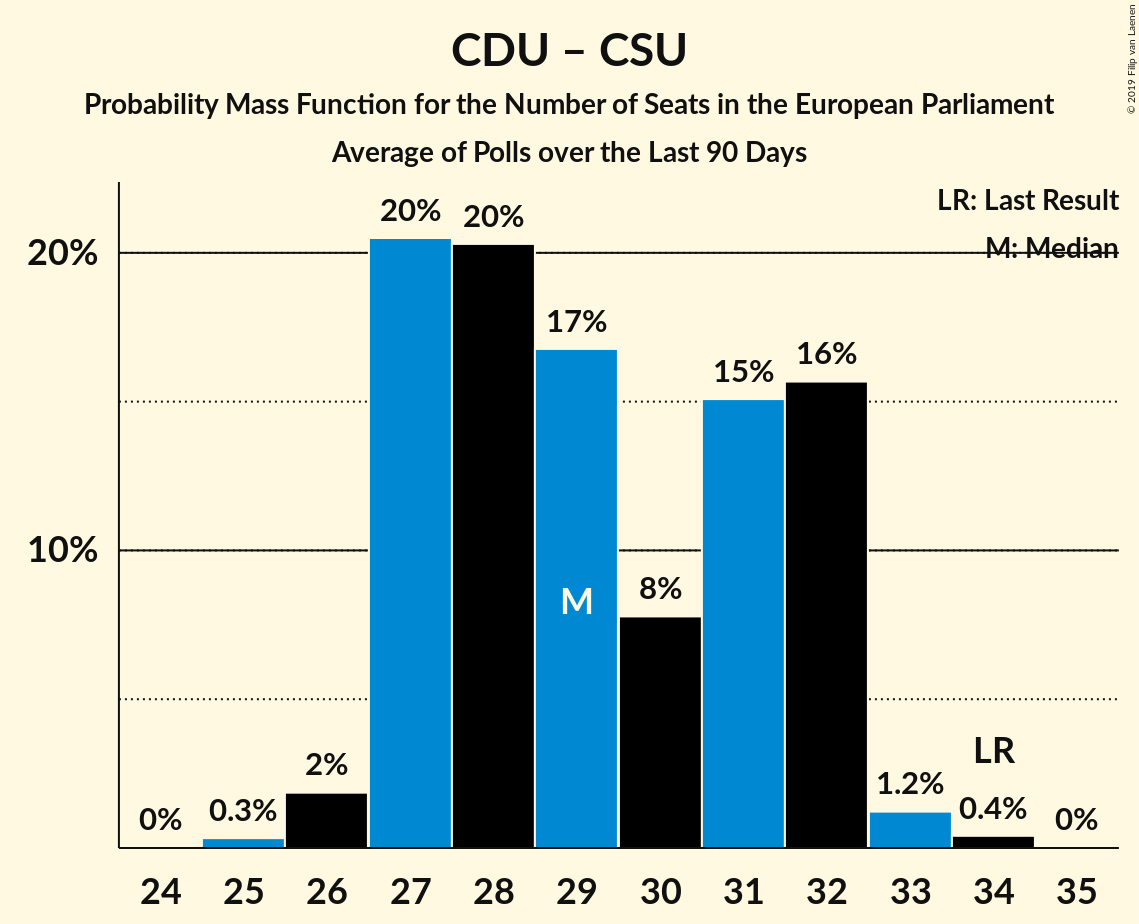 CDU – CSU
Probability Mass Function for the Number of Seats in the European Parliament
Average of Polls over the Last 90 Days
© 2019 Filip van Laenen
LR: Last Result
M: Median
20%
10%
0%
0.3%
2%
20%
20%
17%
8%
15%
16%
1.2%
0.4%
0%
M
LR
24 25 26 27 28 29 30 31 32 33 34 35